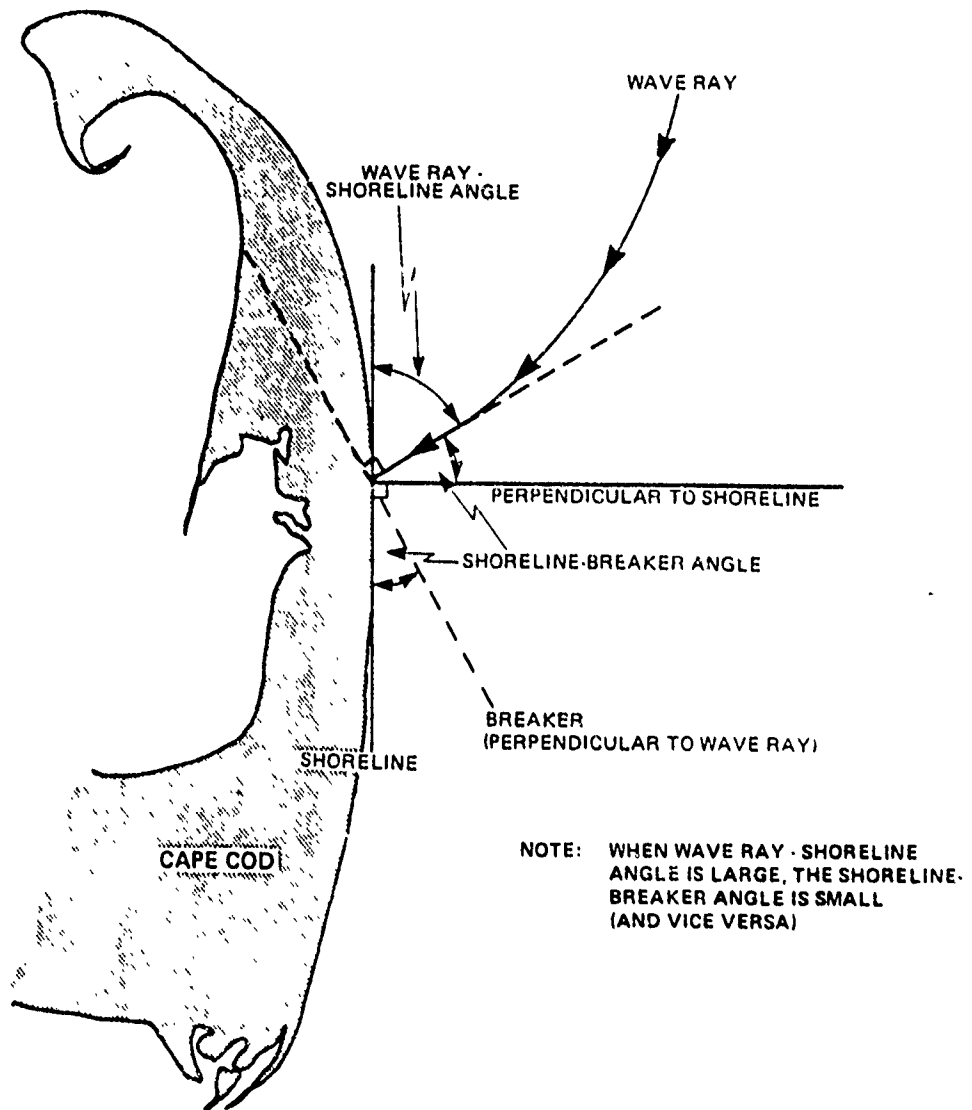 WAVE RAY
WAVE RAY -
SHORELINE ANGLE
PERPENDICULAR TO SHORELINE
SHORELINE-BREAKER ANGLE
BREAKER
(PERPENDICULAR TO WAVE RAY)
SHORELINE
CAPE COD
NOTE: WHEN WAVE RAY - SHORELINE
ANGLE IS LARGE, THE SHORELINE-
BREAKER ANGLE IS SMALL
(AND VICE VERSA)